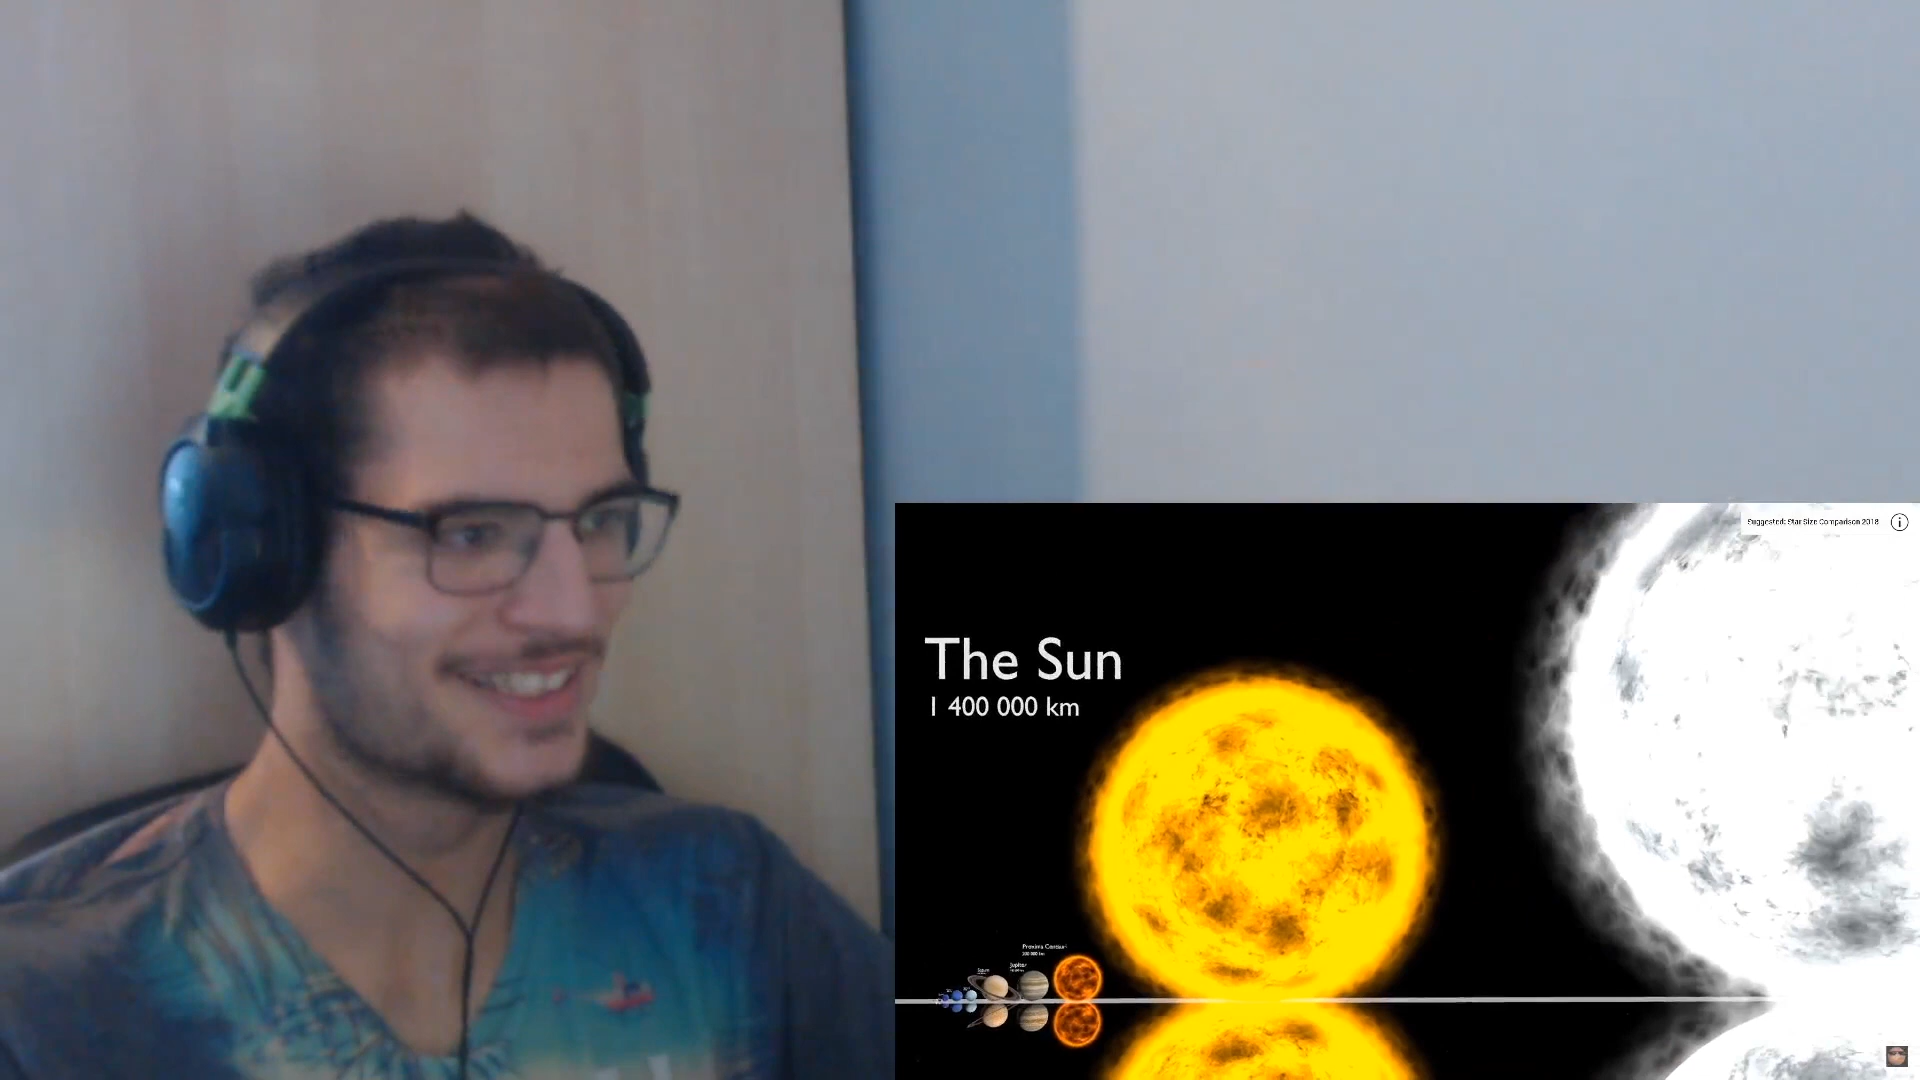 Suggested: Star Size Comparison 2018
The Sun
1 400 000 km
Proxima Centauri
Jupiter
Saturn